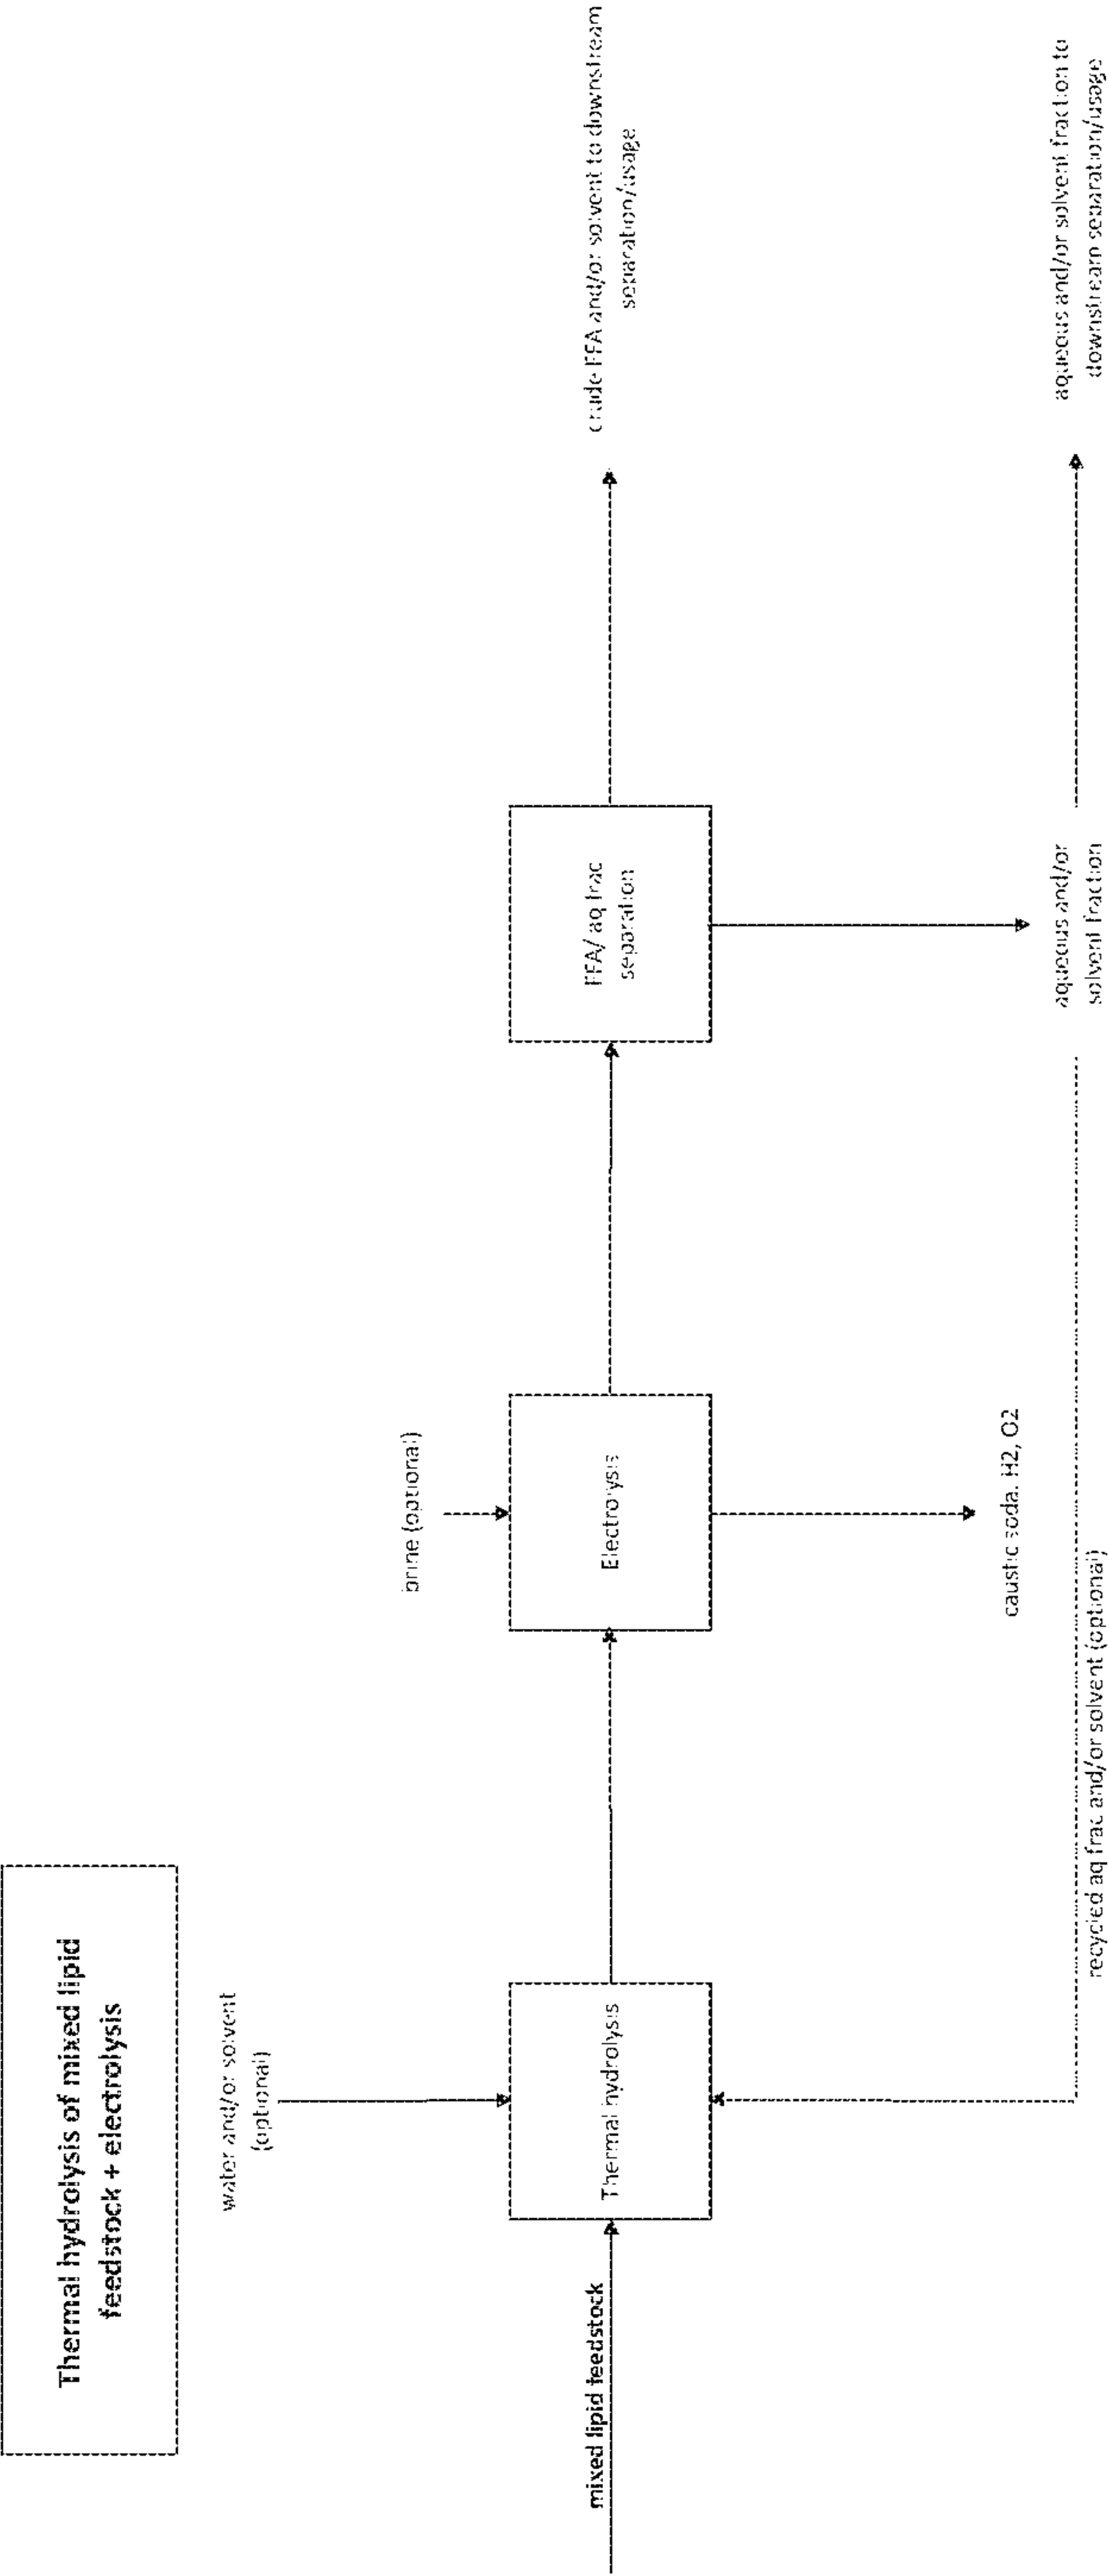 Thermal hydrolysis of mixed lipid
feedstock + electrolysis
water and/or solvent
(optional)
brine (optional)
mixed lipid feedstock
Thermal hydrolysis
Electrolysis
FFA/ aq frac
separation
crude FFA and/or solvent to downstream
separation/usage
caustic soda, H2, O2
recycled aq frac and/or solvent (optional)
aqueous and/or
solvent fraction
aqueous and/or solvent fraction to
downstream separation/usage